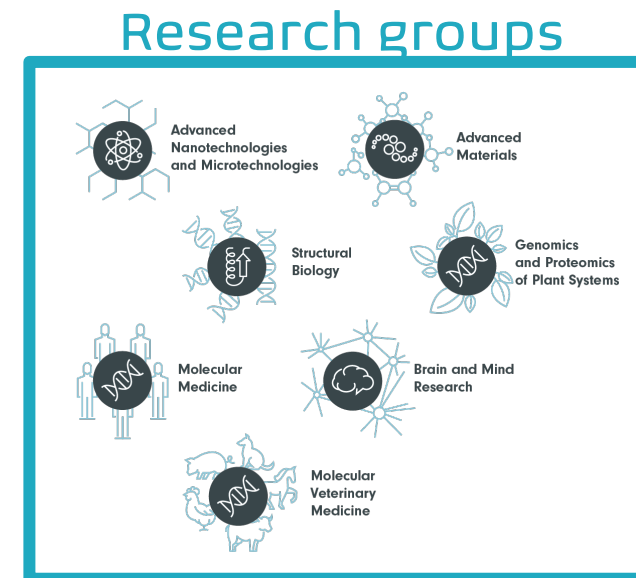 Research groups
Advanced
Nanotechnologies
and Microtechnologies
Advanced
Materials
Structural
Biology
Genomics
and Proteomics
of Plant Systems
Molecular
Medicine
Brain and Mind
Research
Molecular
Veterinary
Medicine